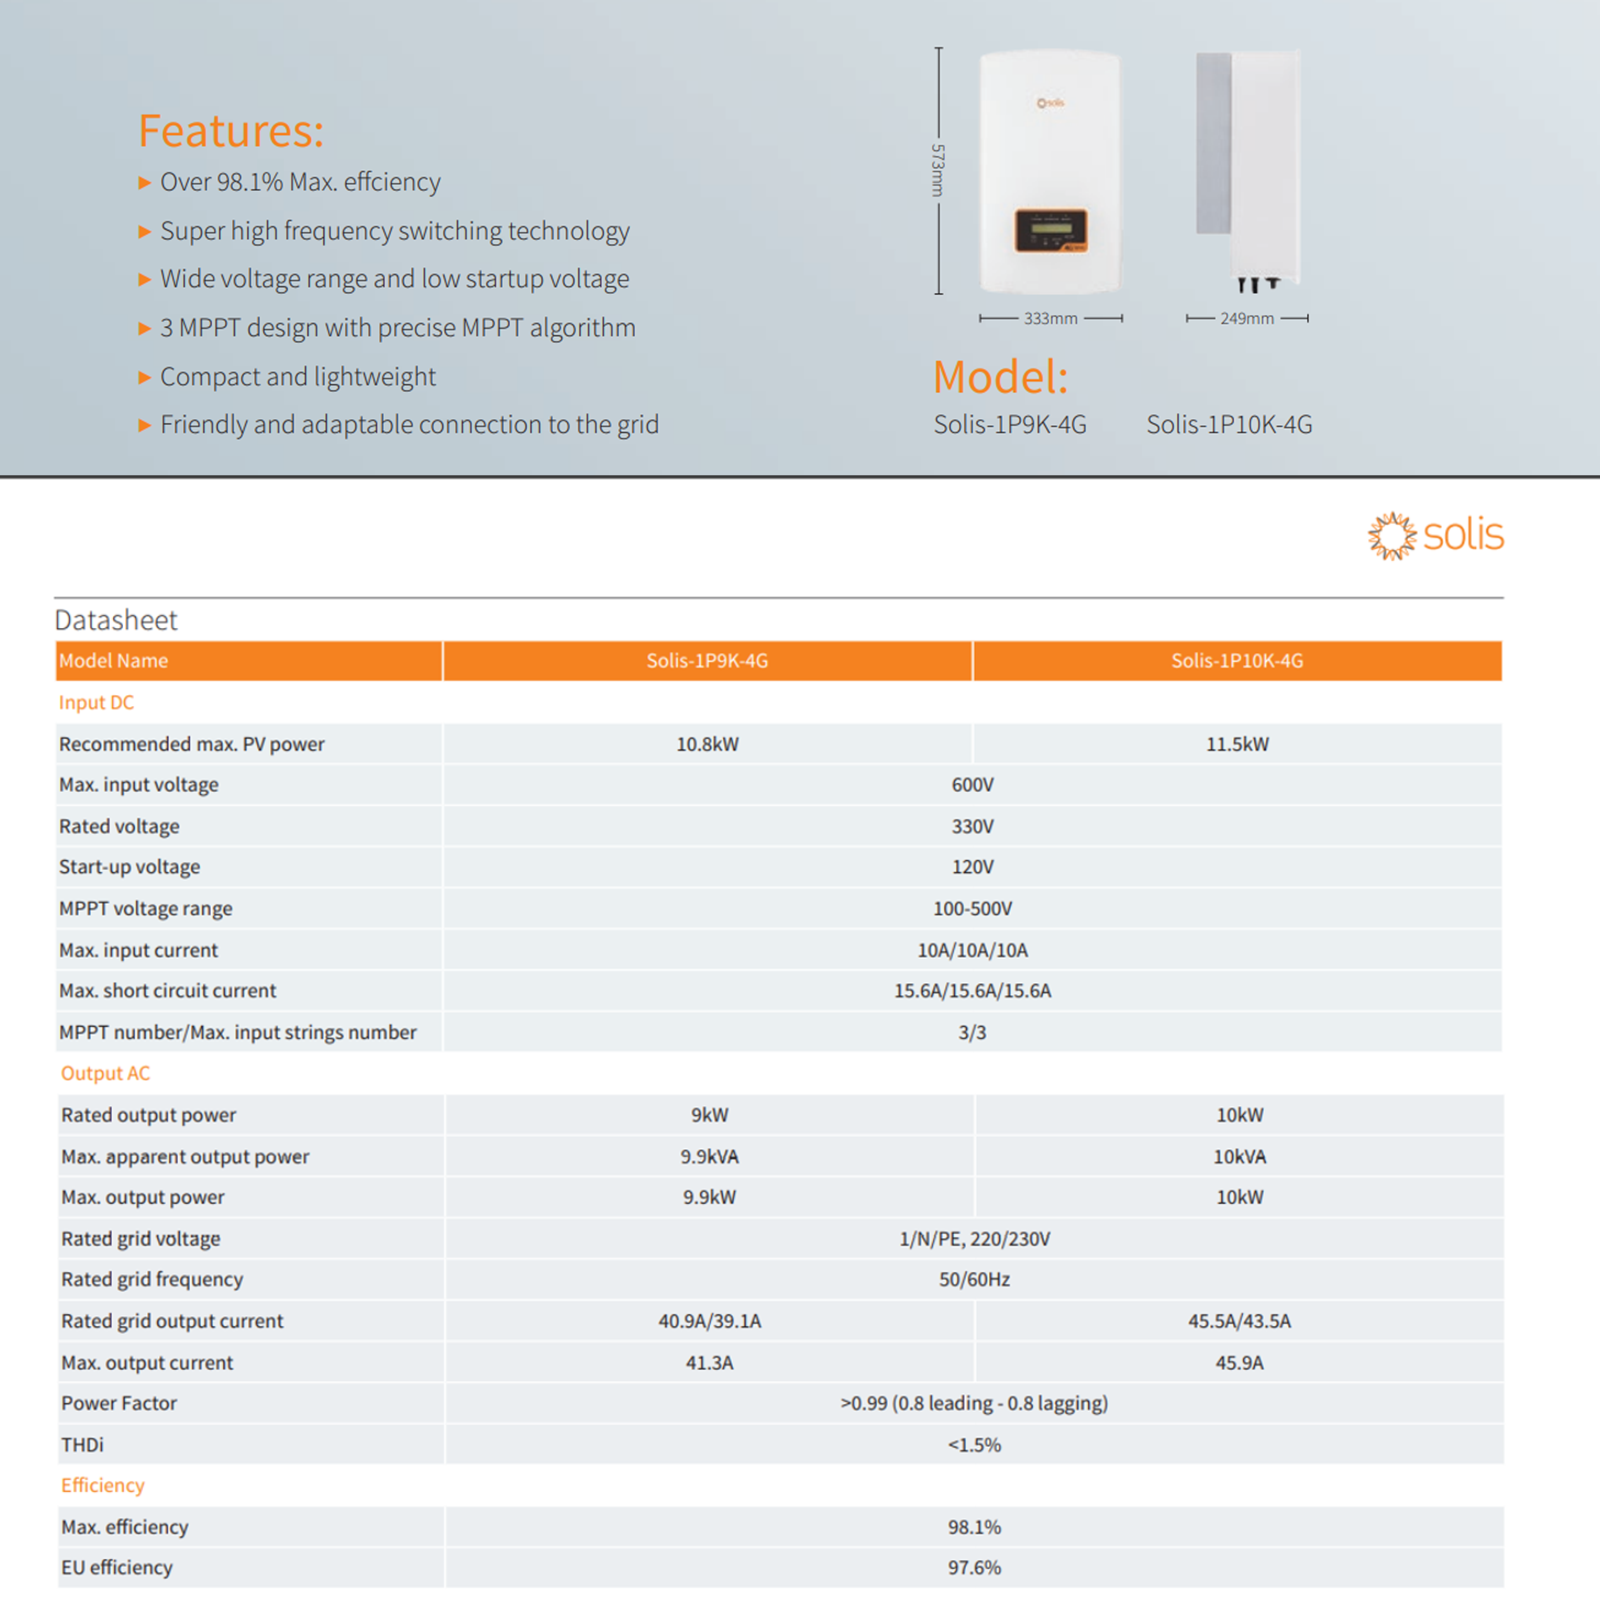 Features:
▸ Over 98.1% Max. effciency
▸ Super high frequency switching technology
▸ Wide voltage range and low startup voltage
▸ 3 MPPT design with precise MPPT algorithm
▸ Compact and lightweight
▸ Friendly and adaptable connection to the grid
solis
573mm
333mm
249mm
Model:
Solis-1P9K-4G Solis-1P10K-4G
solis
Datasheet
Model Name Solis-1P9K-4G Solis-1P10K-4G
Input DC
Recommended max. PV power 10.8kW 11.5kW
Max. input voltage 600V
Rated voltage 330V
Start-up voltage 120V
MPPT voltage range 100-500V
Max. input current 10A/10A/10A
Max. short circuit current 15.6A/15.6A/15.6A
MPPT number/Max. input strings number 3/3
Output AC
Rated output power 9kW 10kW
Max. apparent output power 9.9kVA 10kVA
Max. output power 9.9kW 10kW
Rated grid voltage 1/N/PE, 220/230V
Rated grid frequency 50/60Hz
Rated grid output current 40.9A/39.1A 45.5A/43.5A
Max. output current 41.3A 45.9A
Power Factor >0.99 (0.8 leading - 0.8 lagging)
THDi <1.5%
Efficiency
Max. efficiency 98.1%
EU efficiency 97.6%